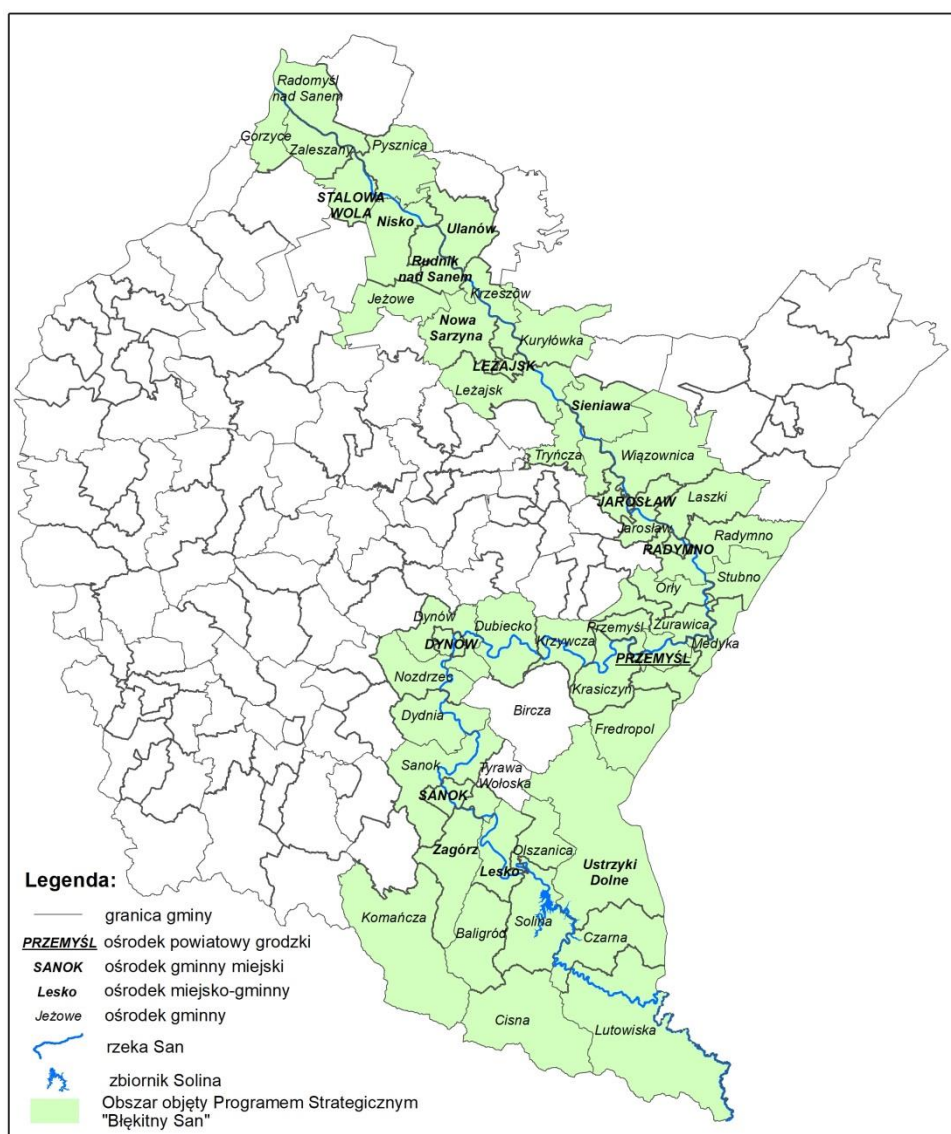 Radomyśl
nad Sanem
Gorzyce
Zaleszany
Pysznica
STALOWA
WOLA
Nisko
Ulanów
Rudnik
nad Sanem
Krzeszów
Jeżowe
Nowa
Sarzyna
Kuryłówka
LEŻAJSK
Leżajsk
Sieniawa
Tryńcza
Wiązownica
JAROSŁAW
Laszki
Jarosław
RADYMNO
Radymno
Stubno
Orły
Dynów
Dubiecko
Krzywcza
Przemyśl
Żurawica
Medyka
DYNÓW
PRZEMYŚL
Nozdrzec
Krasiczyn
Bircza
Dydnia
Fredropol
Sanok
Tyrawa
Wołoska
SANOK
Zagórz
Olszanica
Lesko
Ustrzyki
Dolne
Komańcza
Baligród
Solina
Czarna
Cisna
Lutowiska
Legenda:
granica gminy
PRZEMYŚL ośrodek powiatowy grodzki
SANOK ośrodek gminny miejski
Lesko ośrodek miejsko-gminny
Jeżowe ośrodek gminny
rzeka San
zbiornik Solina
Obszar objęty Programem Strategicznym
"Błękitny San"